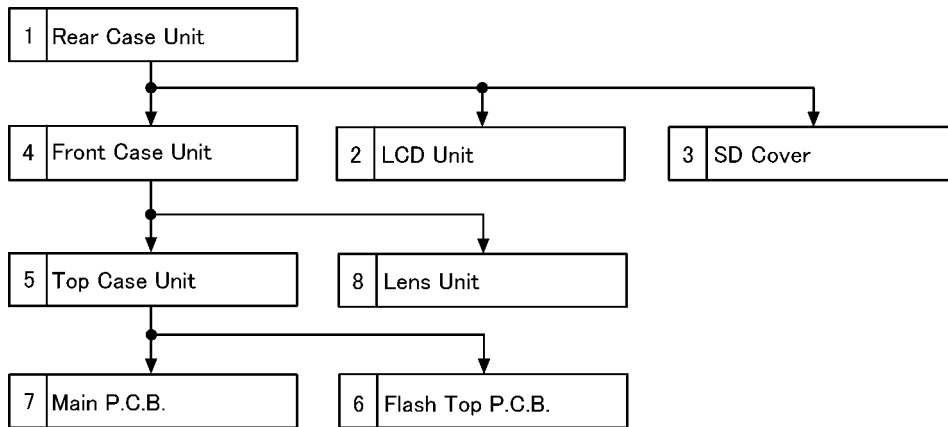 1 Rear Case Unit
4 Front Case Unit
2 LCD Unit
3 SD Cover
5 Top Case Unit
8 Lens Unit
7 Main P.C.B.
6 Flash Top P.C.B.